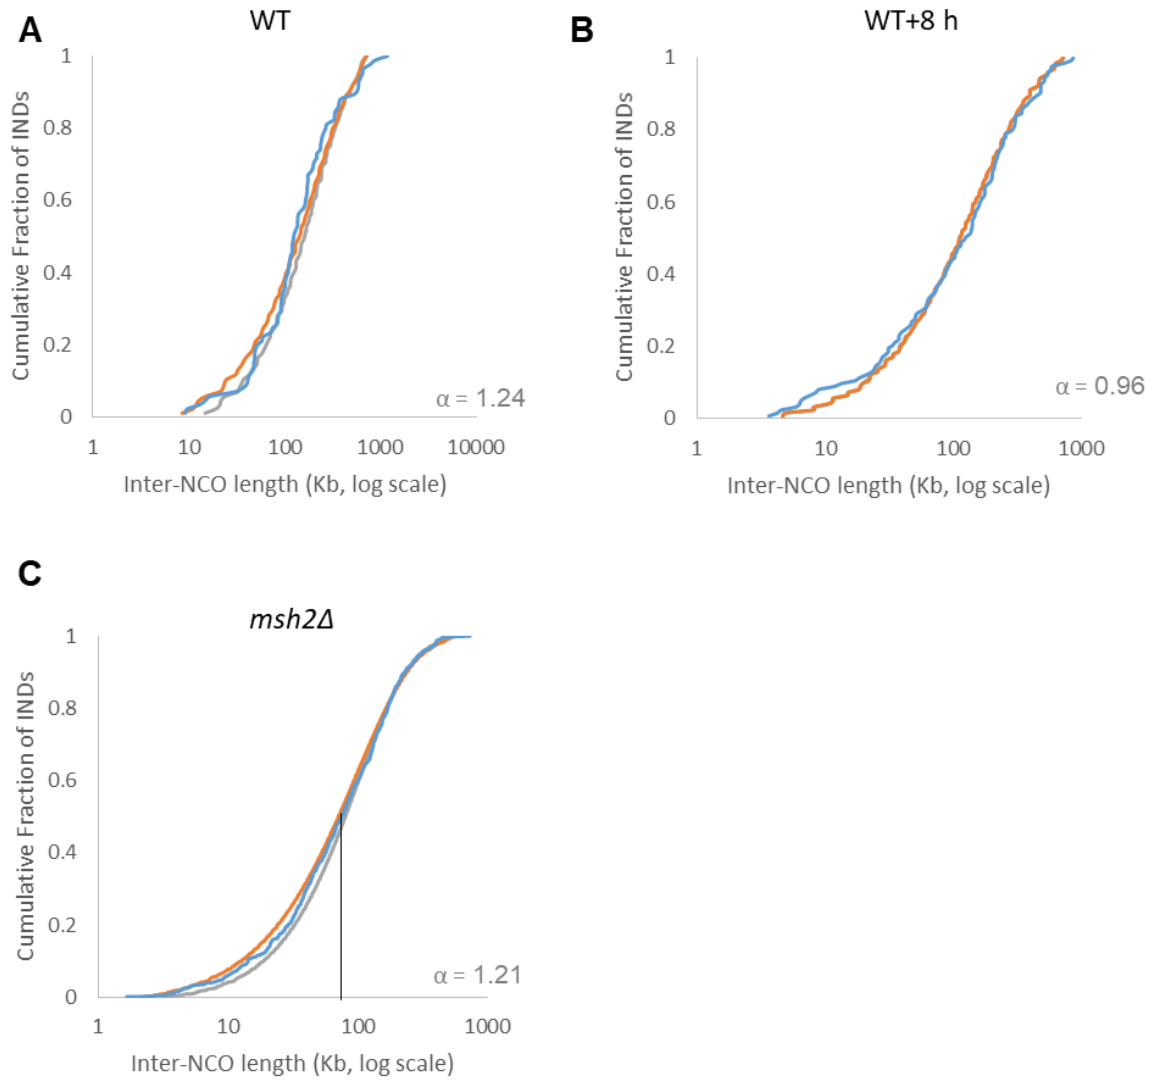 A
WT
Cumulative Fraction of INDs
1
0.8
0.6
0.4
0.2
0
α = 1.24
1 10 100 1000 10000
Inter-NCO length (Kb, log scale)
B
WT+8 h
Cumulative Fraction of INDs
1
0.8
0.6
0.4
0.2
0
α = 0.96
1 10 100 1000
Inter-NCO length (Kb, log scale)
C
msh2Δ
Cumulative Fraction of INDs
1
0.8
0.6
0.4
0.2
0
α = 1.21
1 10 100 1000
Inter-NCO length (Kb, log scale)